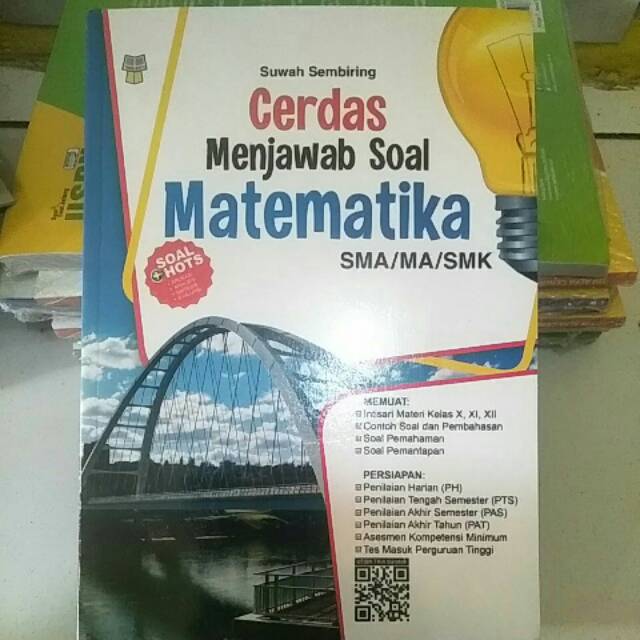 Suwah Sembiring
Cerdas
Menjawab Soal
Matematika
SMA/MA/SMK
SOAL
HOTS
MEMUAT:
Intisari Materi Kelas X, XI, XII
Contoh Soal dan Pembahasan
Soal Pemahaman
Soal Pemantapan
PERSIAPAN:
Penilaian Harian (PH)
Penilaian Tengah Semester (PTS)
Penilaian Akhir Semester (PAS)
Penilaian Akhir Tahun (PAT)
Asesmen Kompetensi Minimum
Tes Masuk Perguruan Tinggi